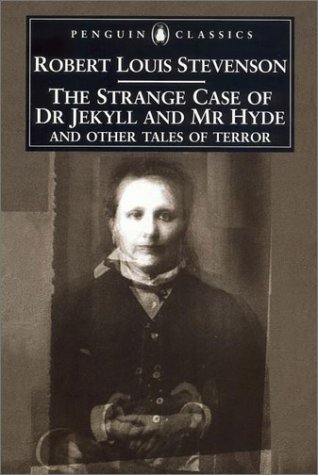 PENGUIN CLASSICS
ROBERT LOUIS STEVENSON
THE STRANGE CASE OF
DR JEKYLL AND MR HYDE
AND OTHER TALES OF TERROR